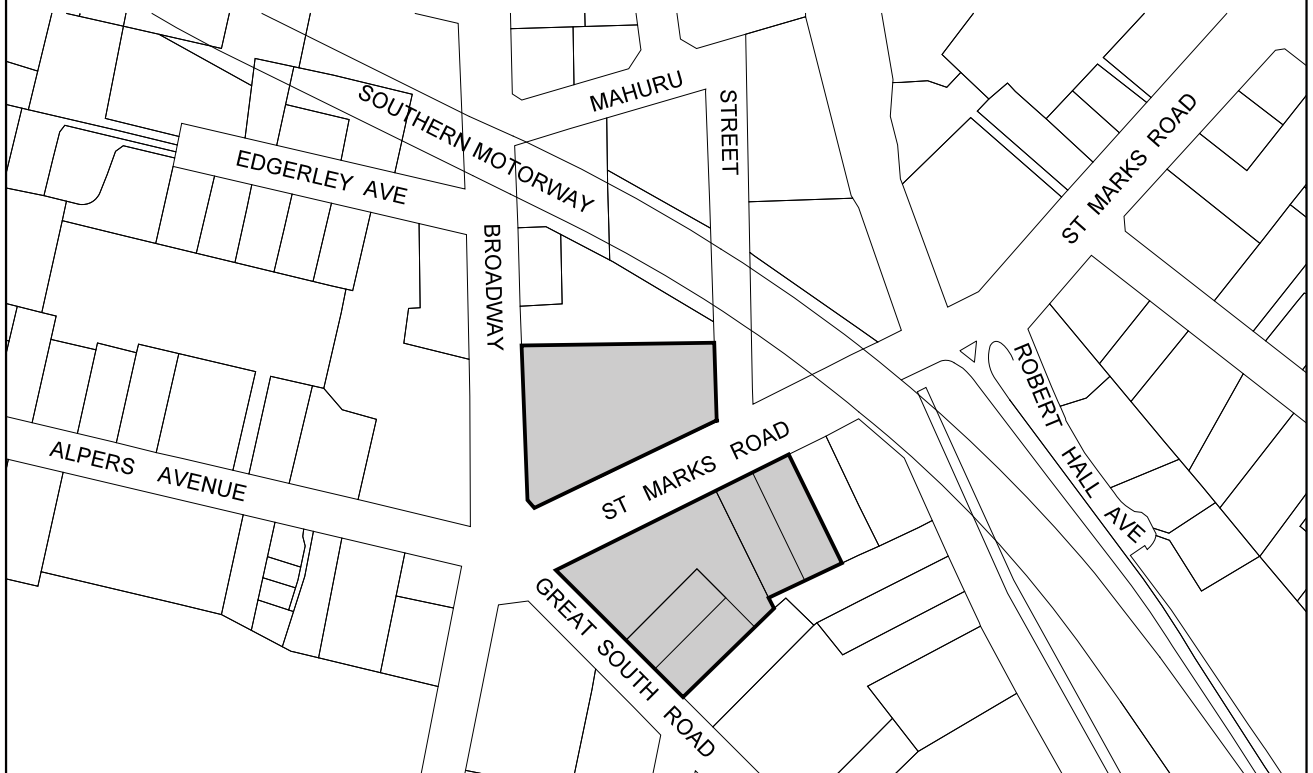 MAHURU
STREET
SOUTHERN MOTORWAY
ST MARKS ROAD
EDGERLEY AVE
BROADWAY
ROBERT HALL AVE
ST MARKS ROAD
ALPERS AVENUE
GREAT SOUTH ROAD